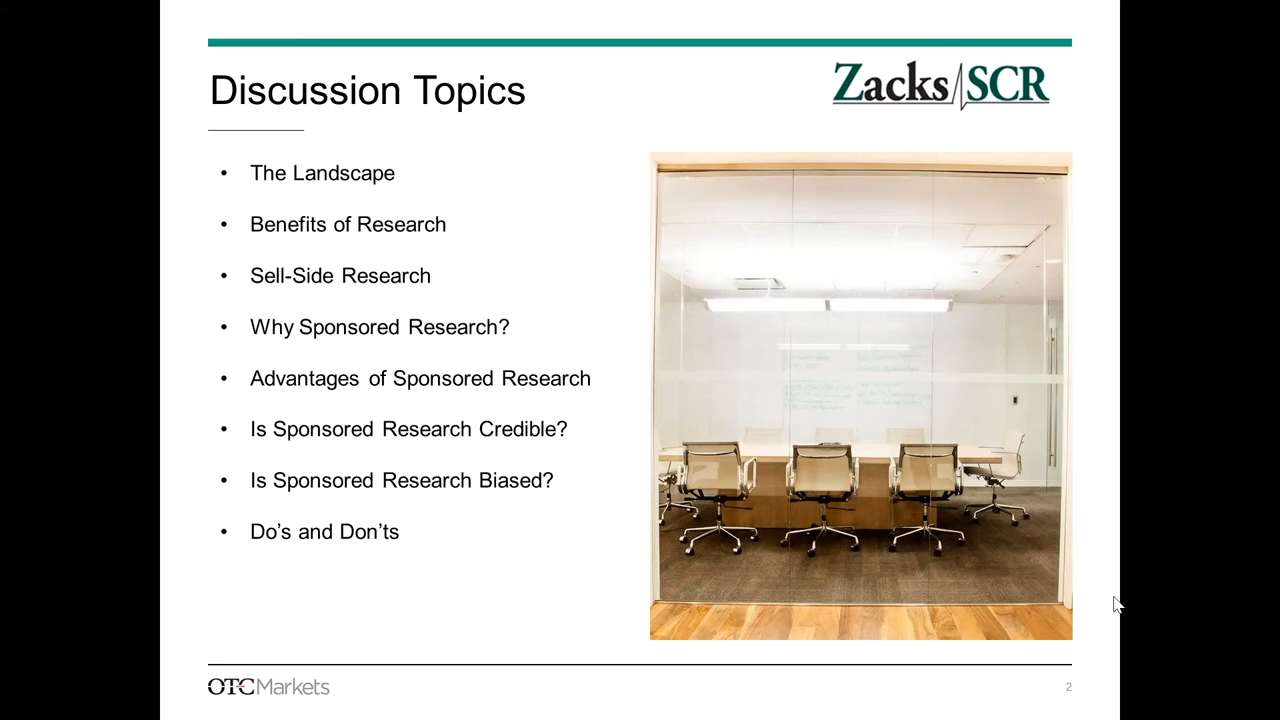 Discussion Topics
Zacks/SCR
• The Landscape
• Benefits of Research
• Sell-Side Research
• Why Sponsored Research?
• Advantages of Sponsored Research
• Is Sponsored Research Credible?
• Is Sponsored Research Biased?
• Do’s and Don’ts
OTC Markets
2